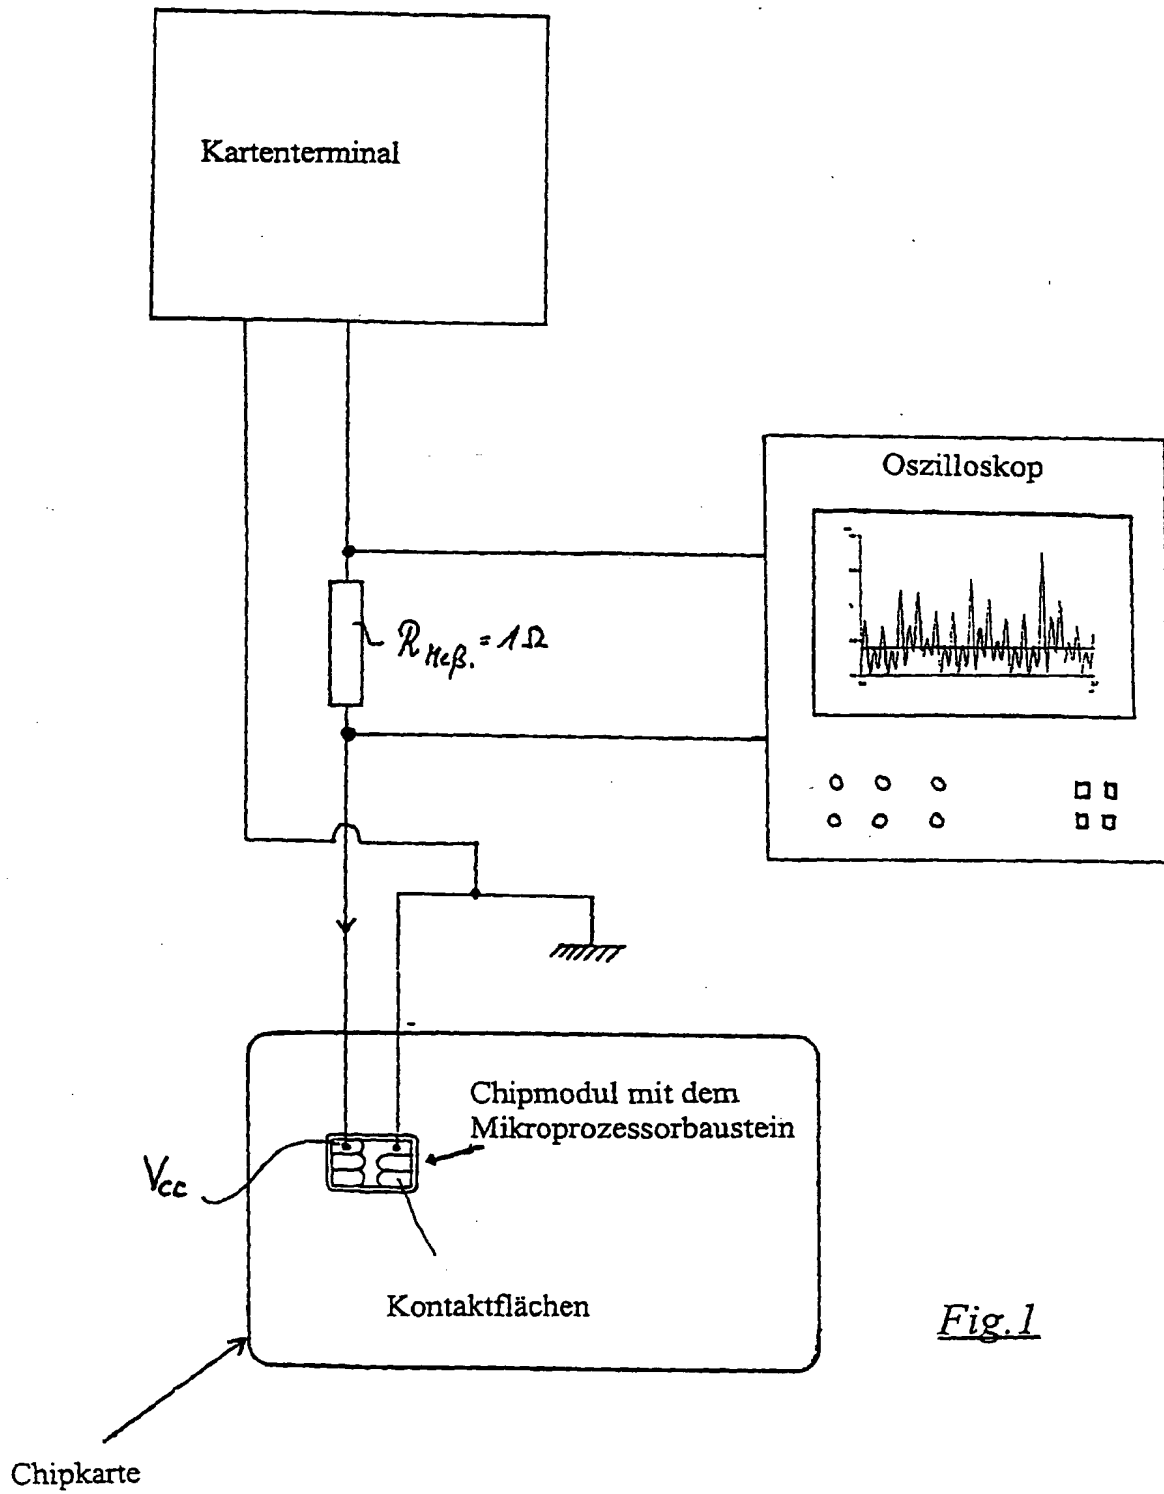 Kartenterminal
Oszilloskop
R Meß. = 1 Ω
Chipmodul mit dem
Mikroprozessorbaustein
Vcc
Kontaktflächen
Fig. 1
Chipkarte